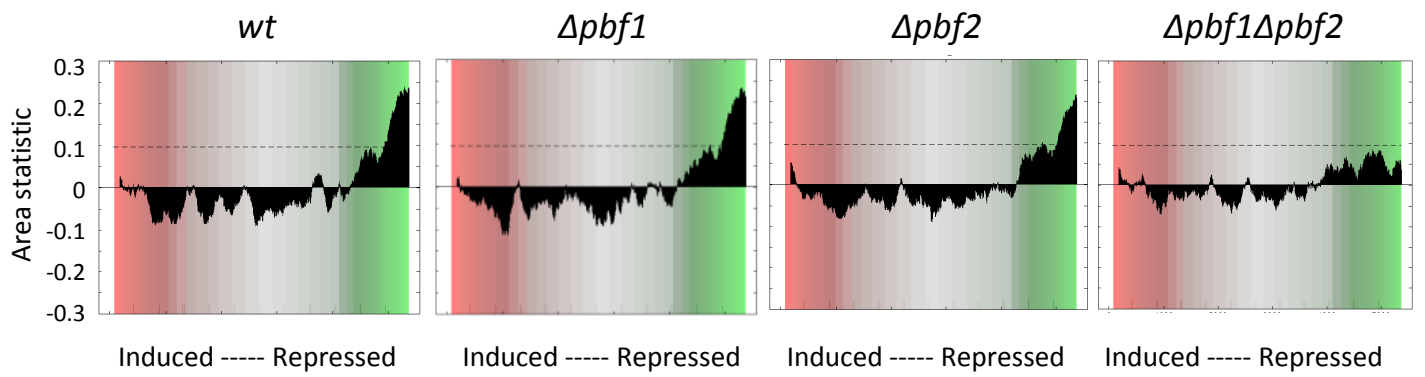 wt Δpbf1 Δpbf2 Δpbf1Δpbf2
Area statistic
0.3
0.2
0.1
0
-0.1
-0.2
-0.3
Induced ----- Repressed Induced ----- Repressed Induced ----- Repressed Induced ----- Repressed